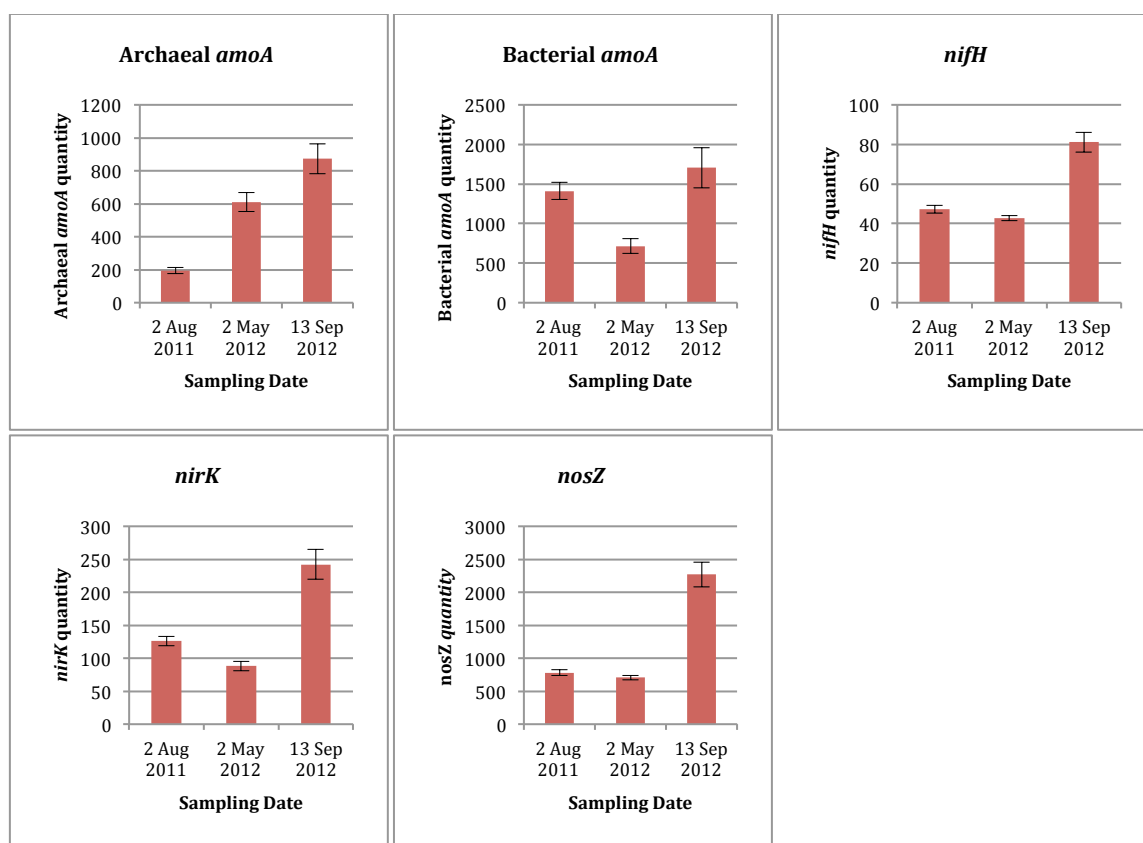 Archaeal amoA
Archaeal amoA quantity
1200
1000
800
600
400
200
0
2 Aug 2 May 13 Sep
2011 2012 2012
Sampling Date
Bacterial amoA
Bacterial amoA quantity
2500
2000
1500
1000
500
0
2 Aug 2 May 13 Sep
2011 2012 2012
Sampling Date
nifH
nifH quantity
100
80
60
40
20
0
2 Aug 2 May 13 Sep
2011 2012 2012
Sampling Date
nirK
nirK quantity
300
250
200
150
100
50
0
2 Aug 2 May 13 Sep
2011 2012 2012
Sampling Date
nosZ
nosZ quantity
3000
2500
2000
1500
1000
500
0
2 Aug 2 May 13 Sep
2011 2012 2012
Sampling Date